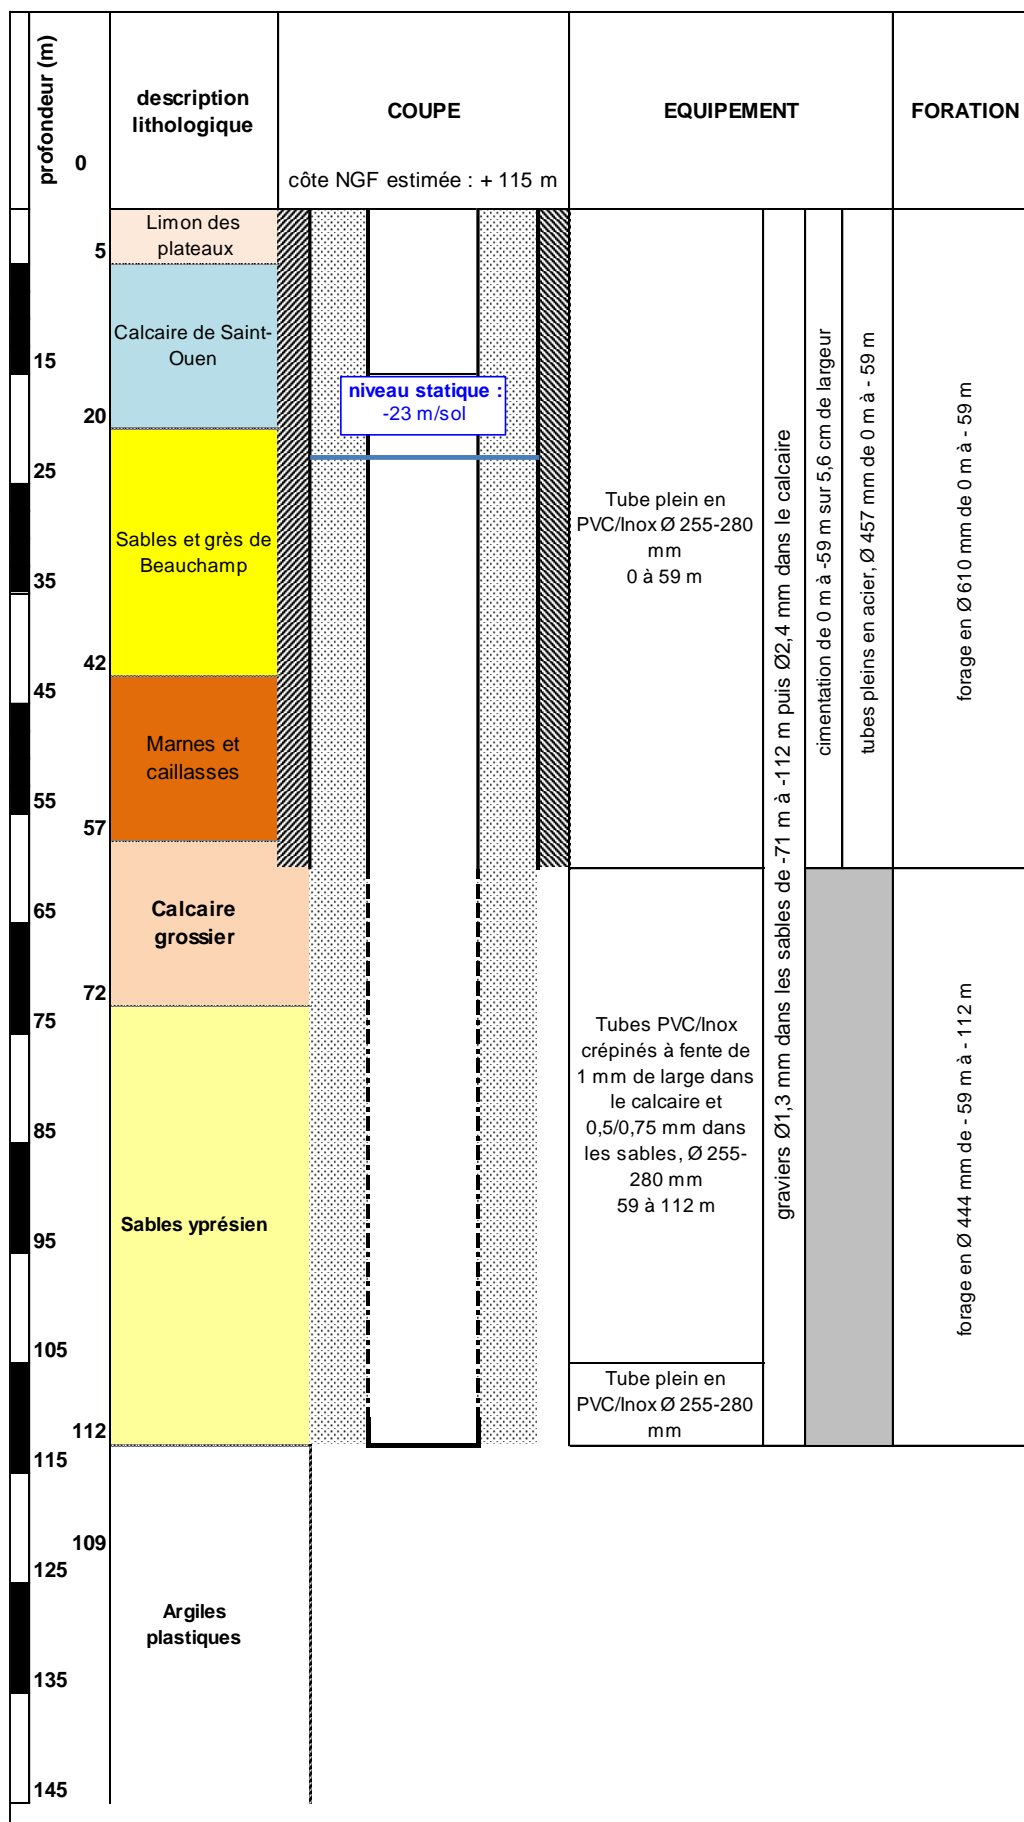 profondeur (m)
0
description
lithologique
COUPE
côte NGF estimée : + 115 m
EQUIPEMENT
FORATION
Limon des
plateaux
5
Calcaire de Saint-
Ouen
15
20
niveau statique :
-23 m/sol
25
Sables et grès de
Beauchamp
35
42
45
Marnes et
caillasses
55
57
Calcaire
grossier
65
72
75
85
Sables yprésien
95
105
112
115
109
125
Argiles
plastiques
135
145
Tube plein en
PVC/Inox Ø 255-280
mm
0 à 59 m
Tubes PVC/Inox
crépinés à fente de
1 mm de large dans
le calcaire et
0,5/0,75 mm dans
les sables, Ø 255-
280 mm
59 à 112 m
Tube plein en
PVC/Inox Ø 255-280
mm
graviers Ø1,3 mm dans les sables de -71 m à -112 m puis Ø2,4 mm dans le calcaire
cimentation de 0 m à -59 m sur 5,6 cm de largeur
tubes pleins en acier, Ø 457 mm de 0 m à - 59 m
forage en Ø 610 mm de 0 m à - 59 m
forage en Ø 444 mm de - 59 m à - 112 m